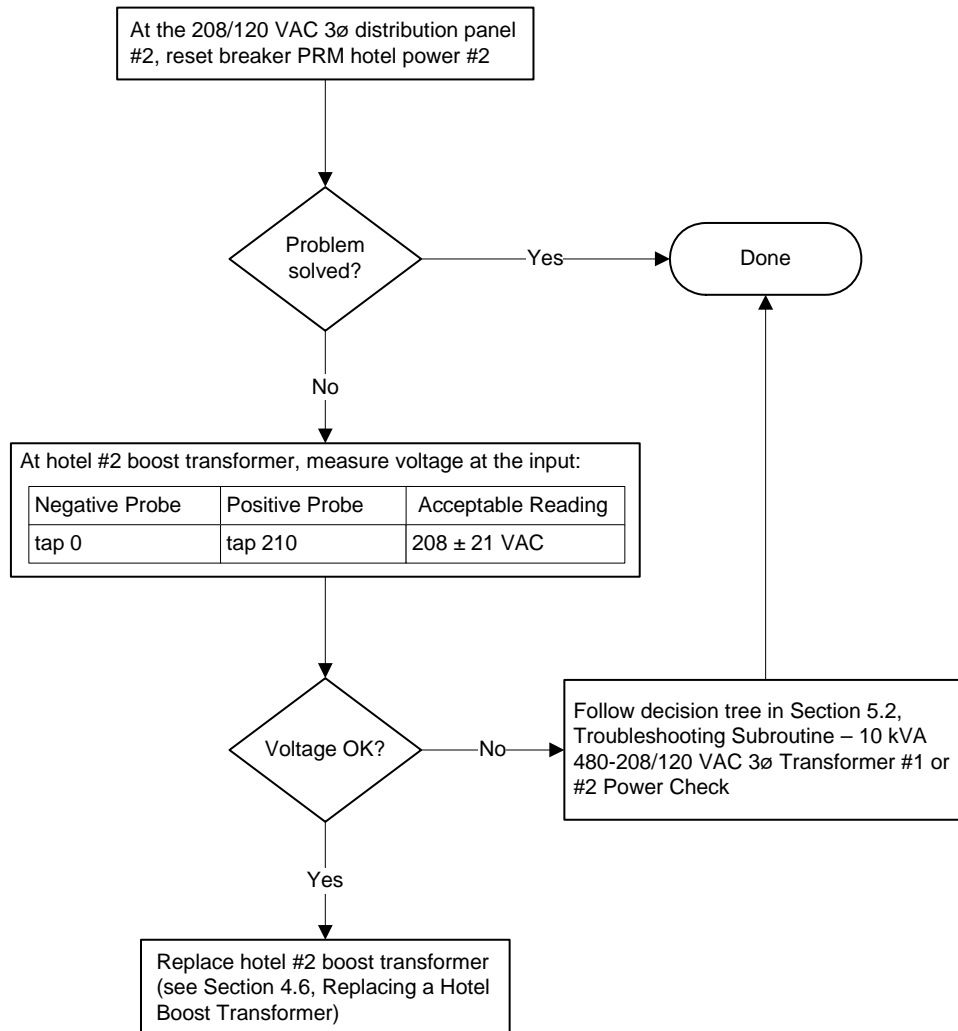 At the 208/120 VAC 3ø distribution panel
#2, reset breaker PRM hotel power #2
Problem
solved?
Yes
Done
No
At hotel #2 boost transformer, measure voltage at the input:
Negative Probe Positive Probe Acceptable Reading
tap 0 tap 210 208 ± 21 VAC
Voltage OK?
No
Follow decision tree in Section 5.2,
Troubleshooting Subroutine – 10 kVA
480-208/120 VAC 3ø Transformer #1 or
#2 Power Check
Yes
Replace hotel #2 boost transformer
(see Section 4.6, Replacing a Hotel
Boost Transformer)